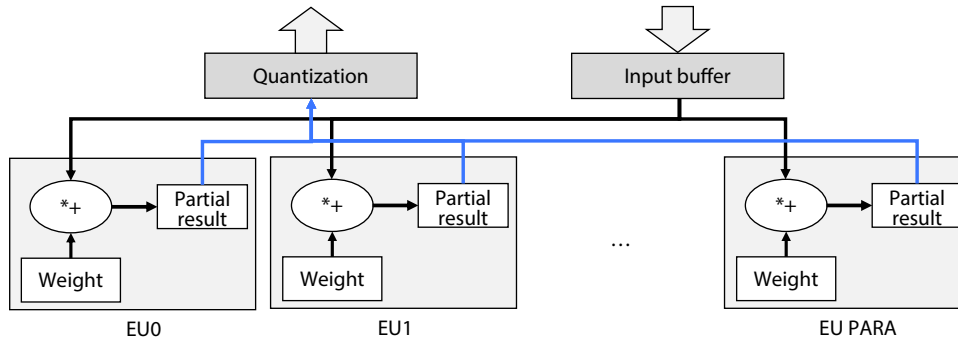 Quantization
Input buffer
*+
Partial
result
Weight
EU0
*+
Partial
result
Weight
EU1
...
*+
Partial
result
Weight
EU PARA